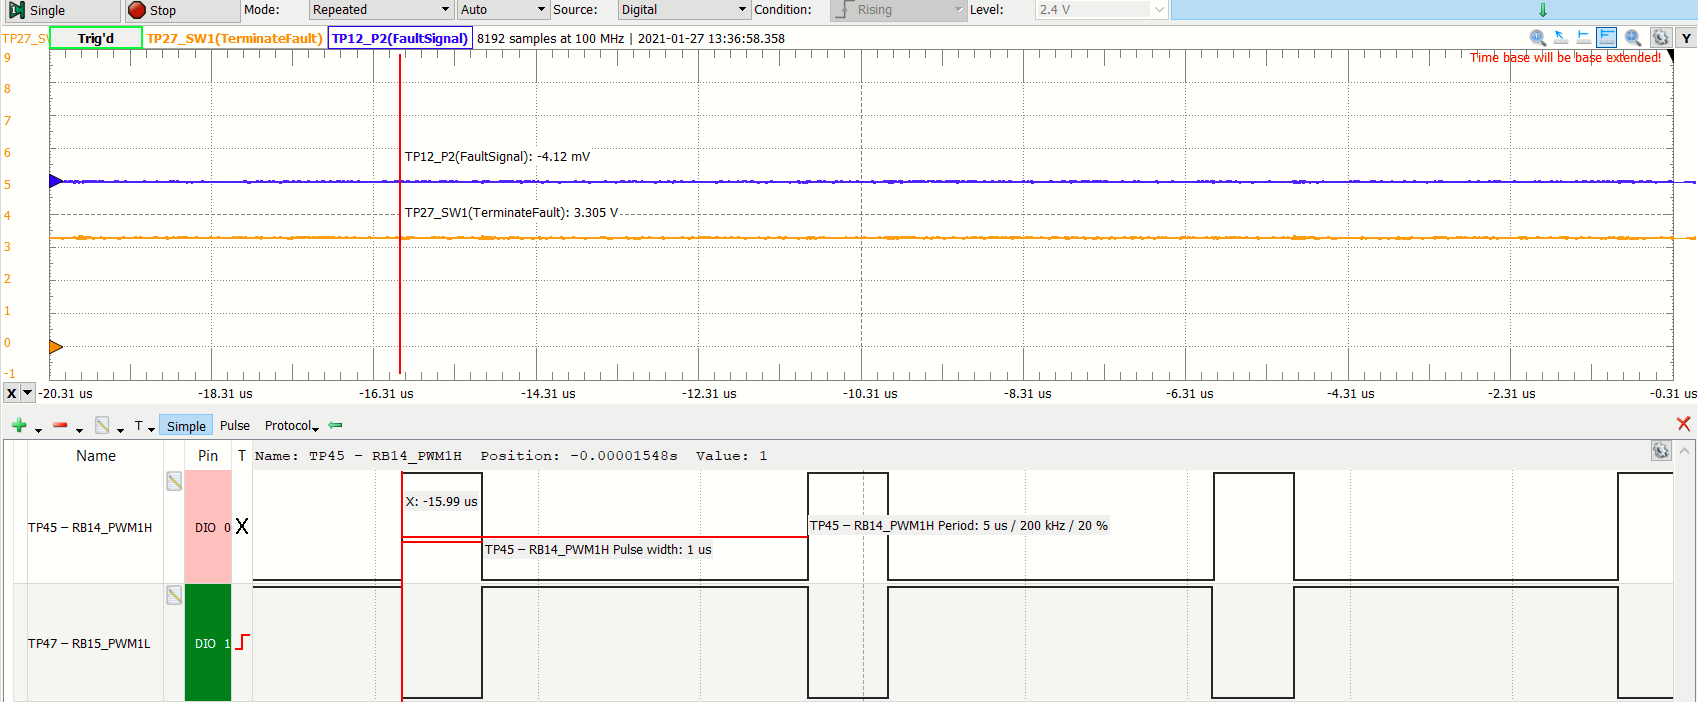 Single Stop Mode: Repeated Auto Source: Digital Condition: Rising Level: 2.4 V
TP27_SW Trig'd TP27_SW1(TerminateFault) TP12_P2(FaultSignal) 8192 samples at 100 MHz | 2021-01-27 13:36:58.358 Y
Time base will be base extended!
9
8
7
6
5
4
3
2
1
0
-1
TP12_P2(FaultSignal): -4.12 mV
TP27_SW1(TerminateFault): 3.305 V
X -20.31 us -18.31 us -16.31 us -14.31 us -12.31 us -10.31 us -8.31 us -6.31 us -4.31 us -2.31 us -0.31 us
T Simple Pulse Protocol
Name Pin T Name: TP45 - RB14_PWM1H Position: -0.00001548s Value: 1
X: -15.99 us
TP45 – RB14_PWM1H DIO 0 X
TP45 – RB14_PWM1H Period: 5 us / 200 kHz / 20 %
TP45 – RB14_PWM1H Pulse width: 1 us
TP47 – RB15_PWM1L DIO 1